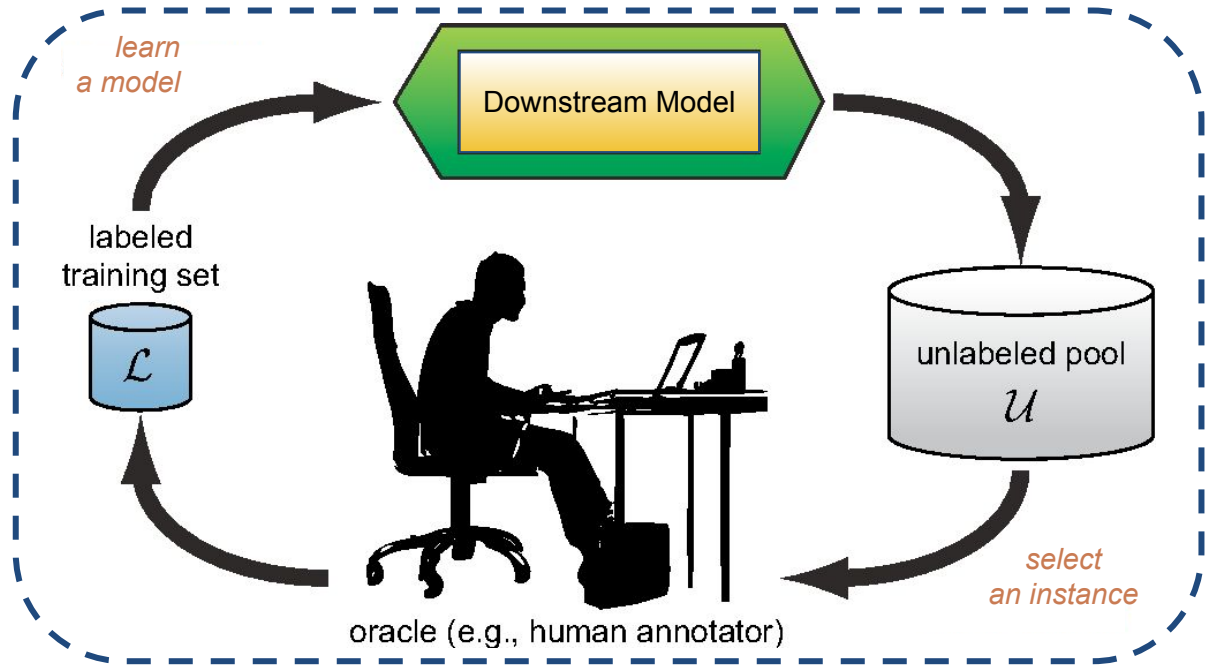 learn
a model
Downstream Model
labeled
training set
ℒ
unlabeled pool
𝒰
select
an instance
oracle (e.g., human annotator)